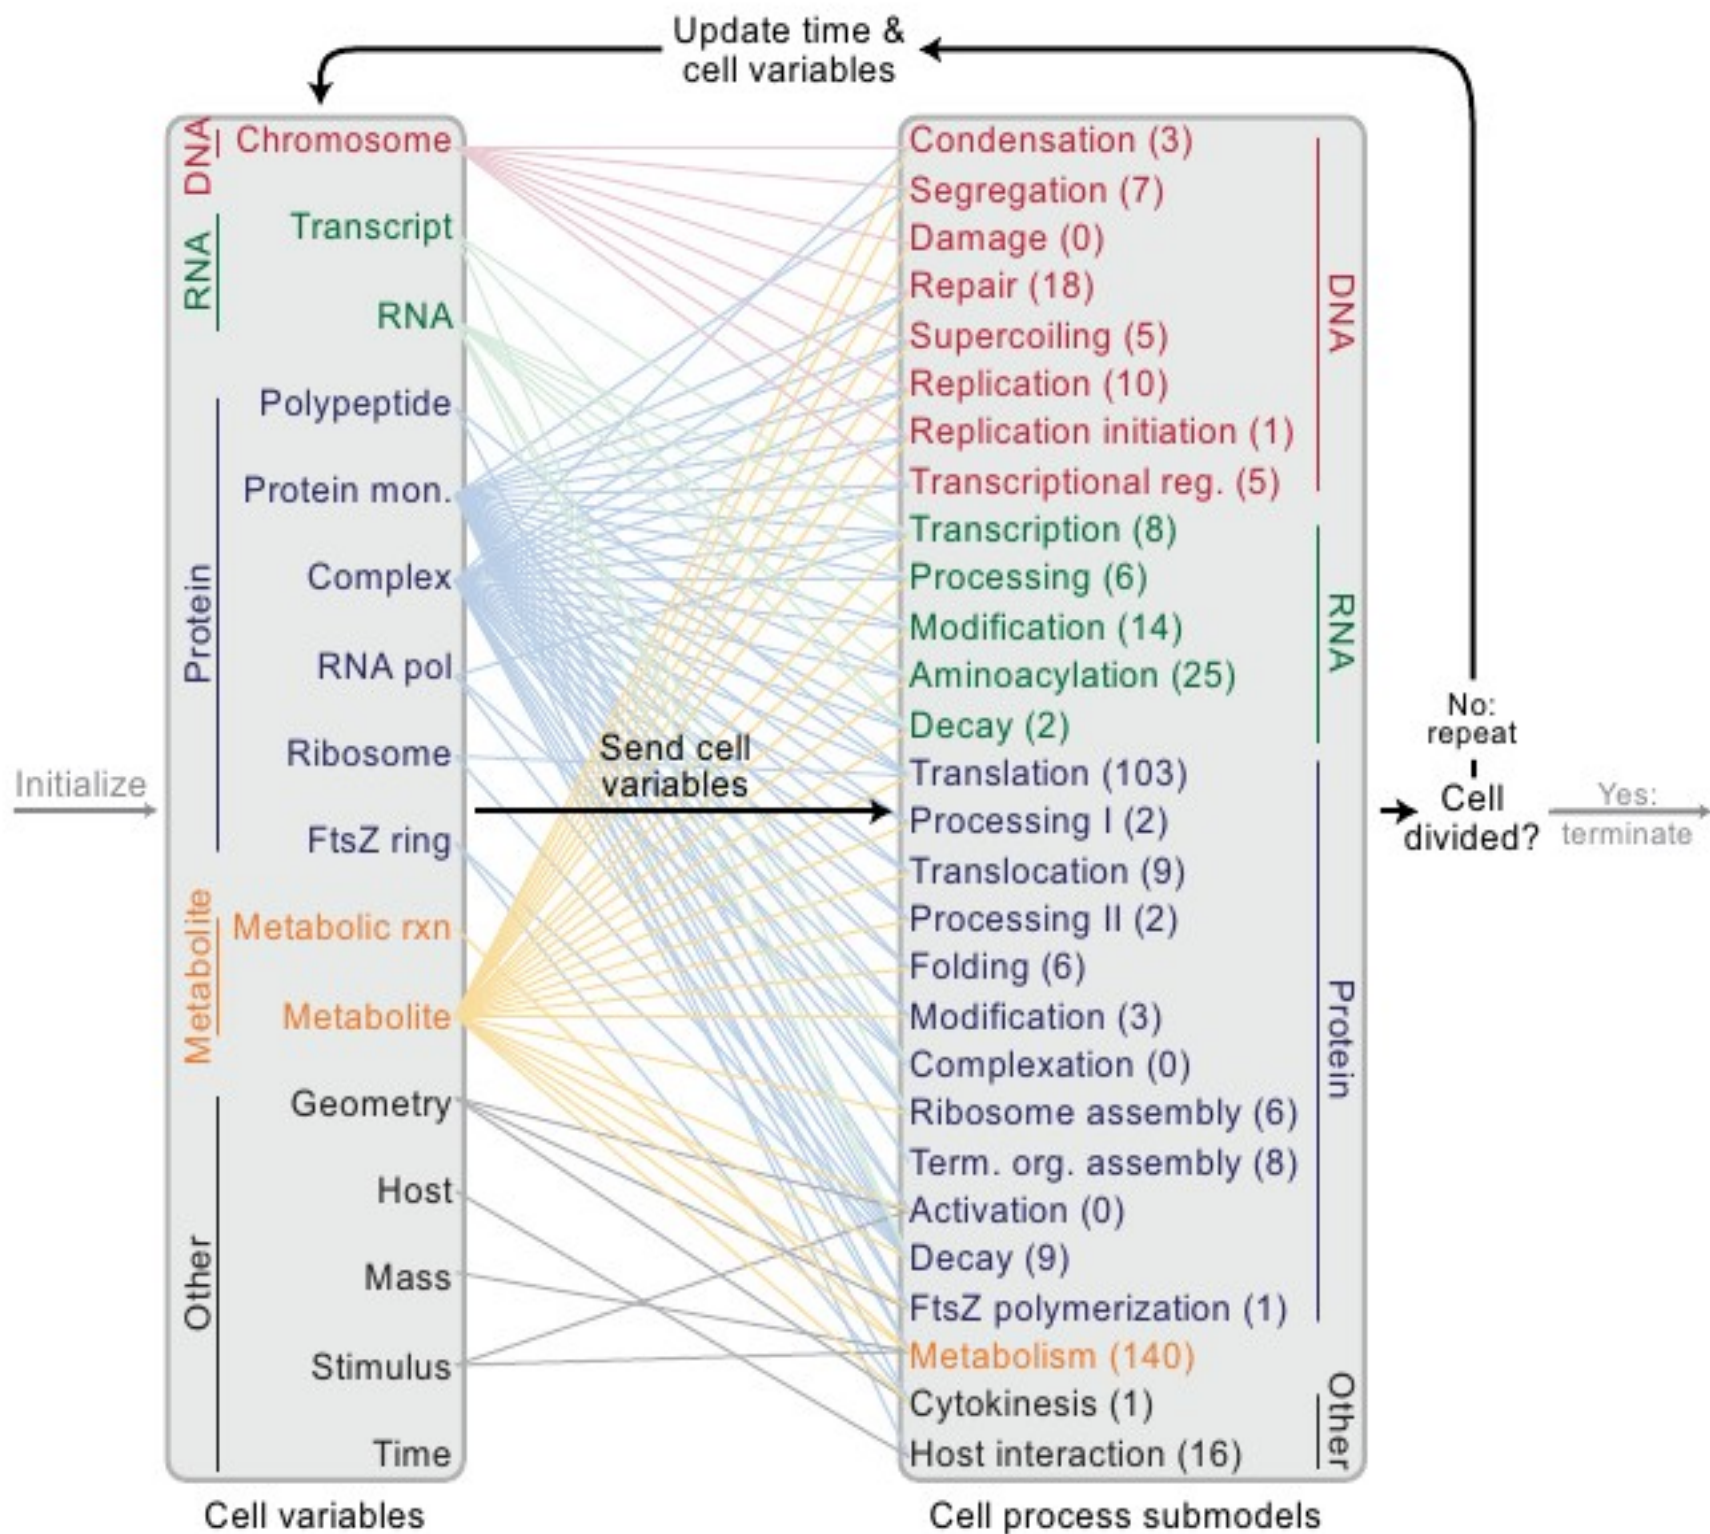 Update time &
cell variables
DNA
Chromosome
RNA
Transcript
RNA
Protein
Polypeptide
Protein mon.
Complex
RNA pol
Ribosome
FtsZ ring
Metabolite
Metabolic rxn
Metabolite
Other
Geometry
Host
Mass
Stimulus
Time
Cell variables
Initialize
Send cell
variables
Condensation (3)
Segregation (7)
Damage (0)
Repair (18)
Supercoiling (5)
Replication (10)
Replication initiation (1)
Transcriptional reg. (5)
DNA
Transcription (8)
Processing (6)
Modification (14)
Aminoacylation (25)
Decay (2)
RNA
Translation (103)
Processing I (2)
Translocation (9)
Processing II (2)
Folding (6)
Modification (3)
Complexation (0)
Ribosome assembly (6)
Term. org. assembly (8)
Activation (0)
Decay (9)
FtsZ polymerization (1)
Protein
Metabolism (140)
Cytokinesis (1)
Host interaction (16)
Other
Cell process submodels
No:
repeat
Cell
divided?
Yes:
terminate